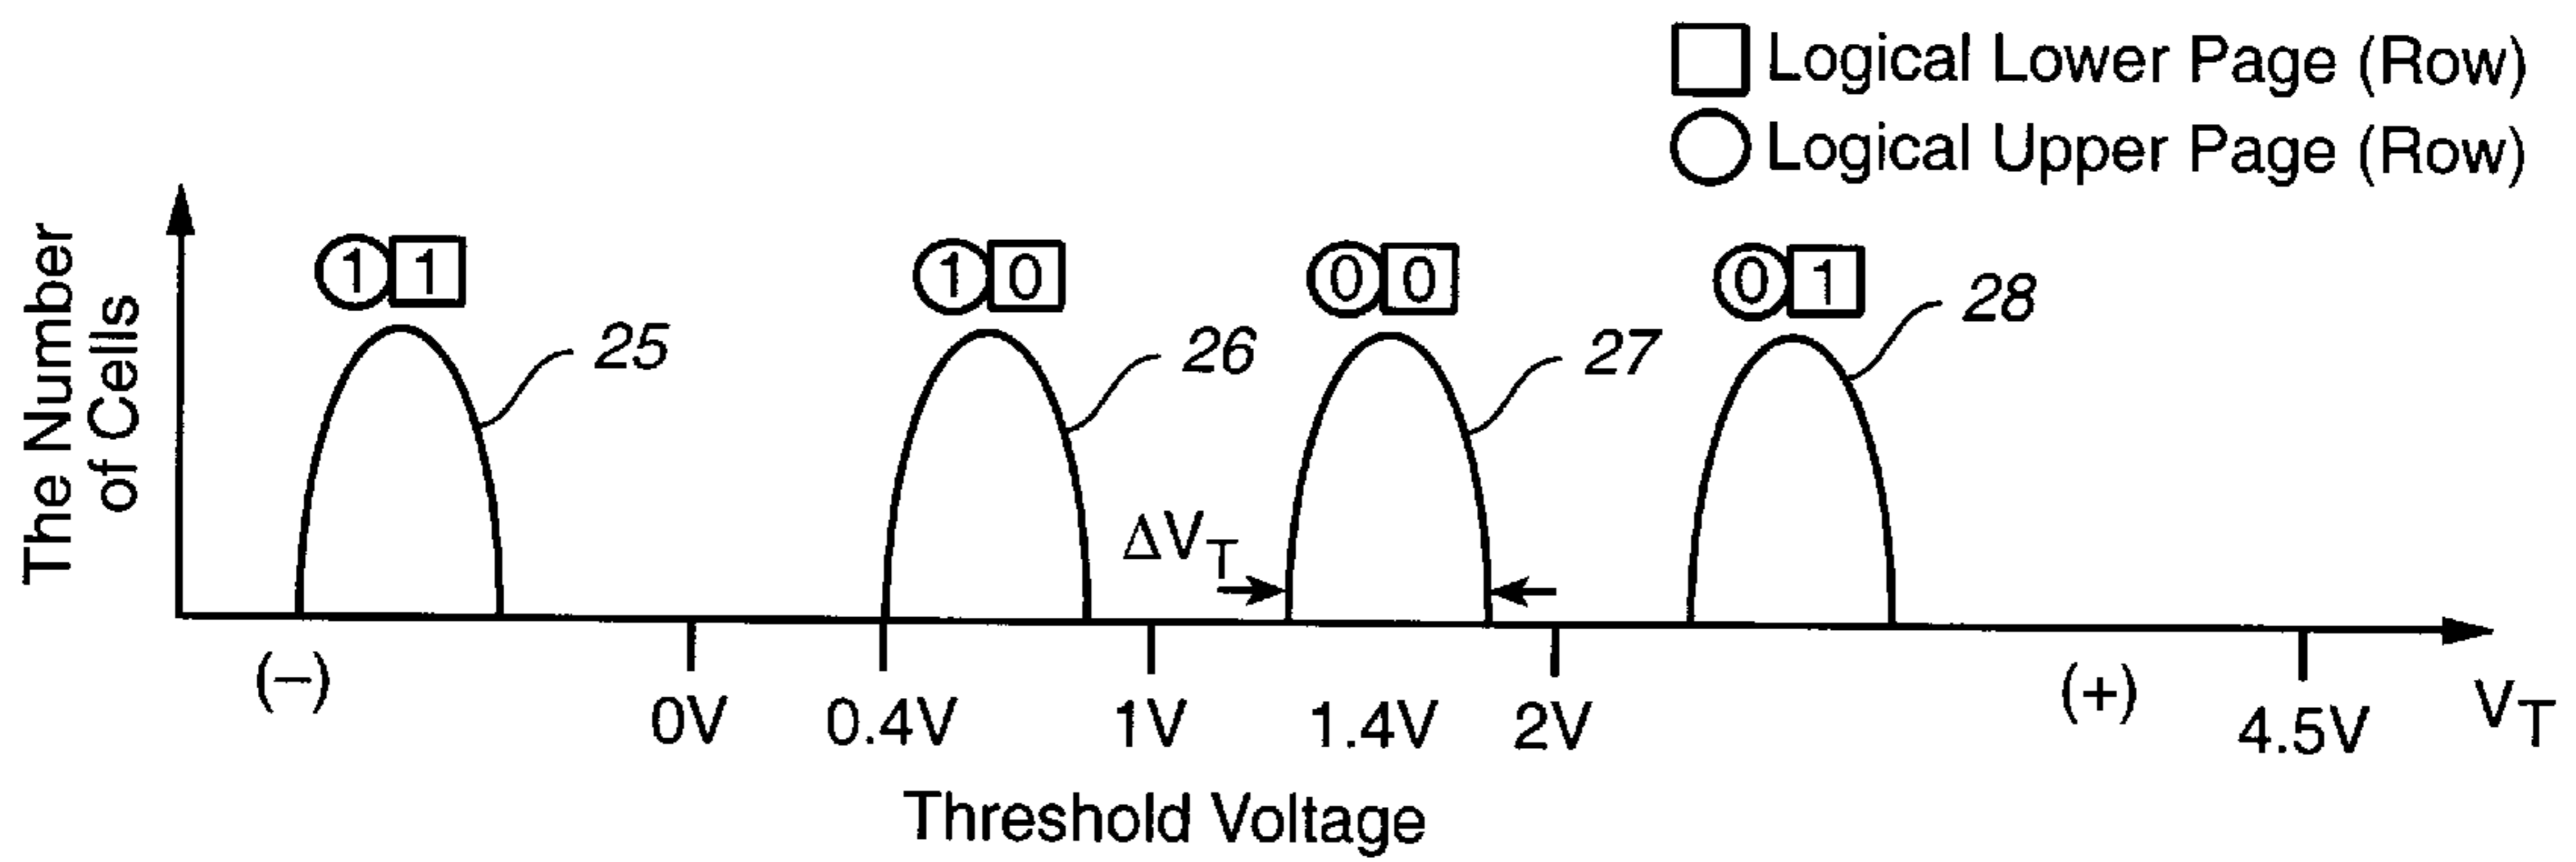 Logical Lower Page (Row)
Logical Upper Page (Row)
The Number
of Cells
1 1
1 0
0 0
0 1
25
26
27
28
ΔVT
(–)
0V
0.4V
1V
1.4V
2V
(+)
4.5V
VT
Threshold Voltage